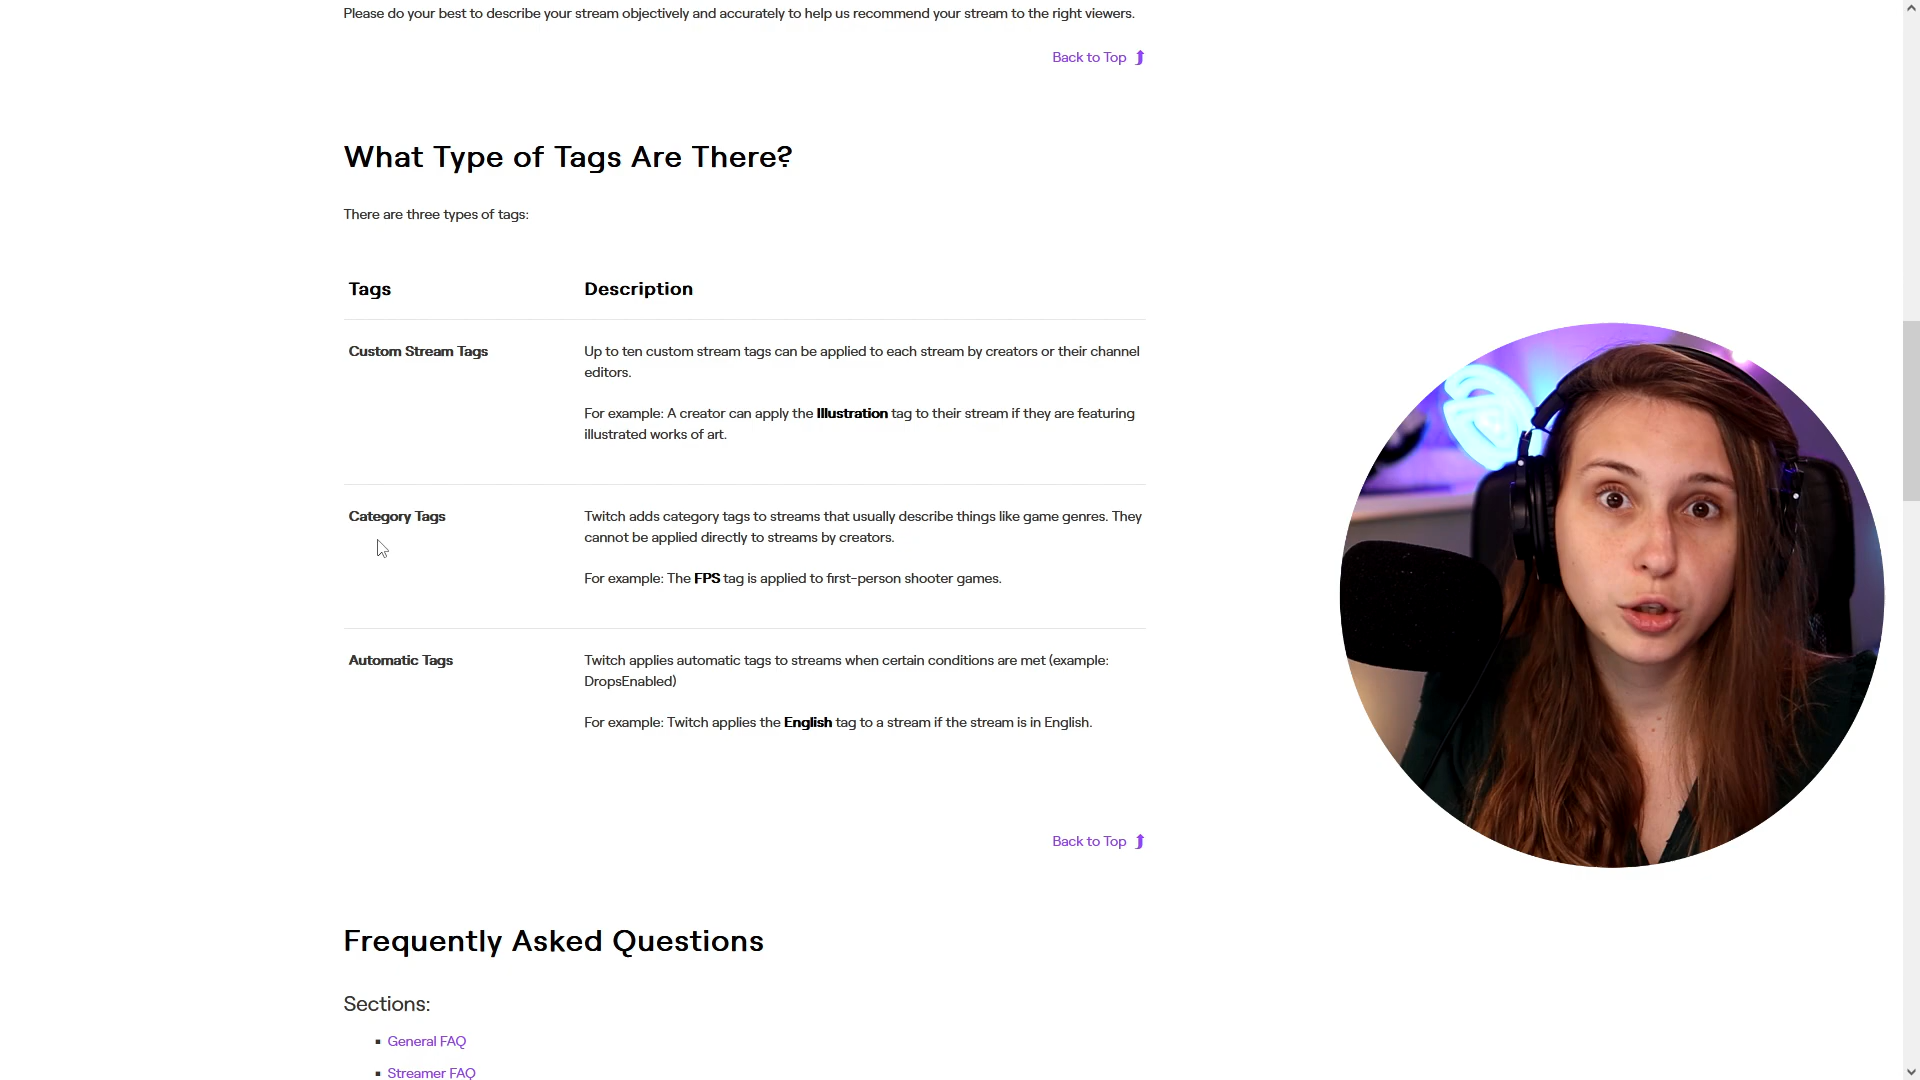 Please do your best to describe your stream objectively and accurately to help us recommend your stream to the right viewers.
Back to Top
What Type of Tags Are There?
There are three types of tags:
Tags Description
Custom Stream Tags Up to ten custom stream tags can be applied to each stream by creators or their channel
editors.
For example: A creator can apply the Illustration tag to their stream if they are featuring
illustrated works of art.
Category Tags Twitch adds category tags to streams that usually describe things like game genres. They
cannot be applied directly to streams by creators.
For example: The FPS tag is applied to first-person shooter games.
Automatic Tags Twitch applies automatic tags to streams when certain conditions are met (example:
DropsEnabled)
For example: Twitch applies the English tag to a stream if the stream is in English.
Back to Top
Frequently Asked Questions
Sections:
General FAQ
Streamer FAQ